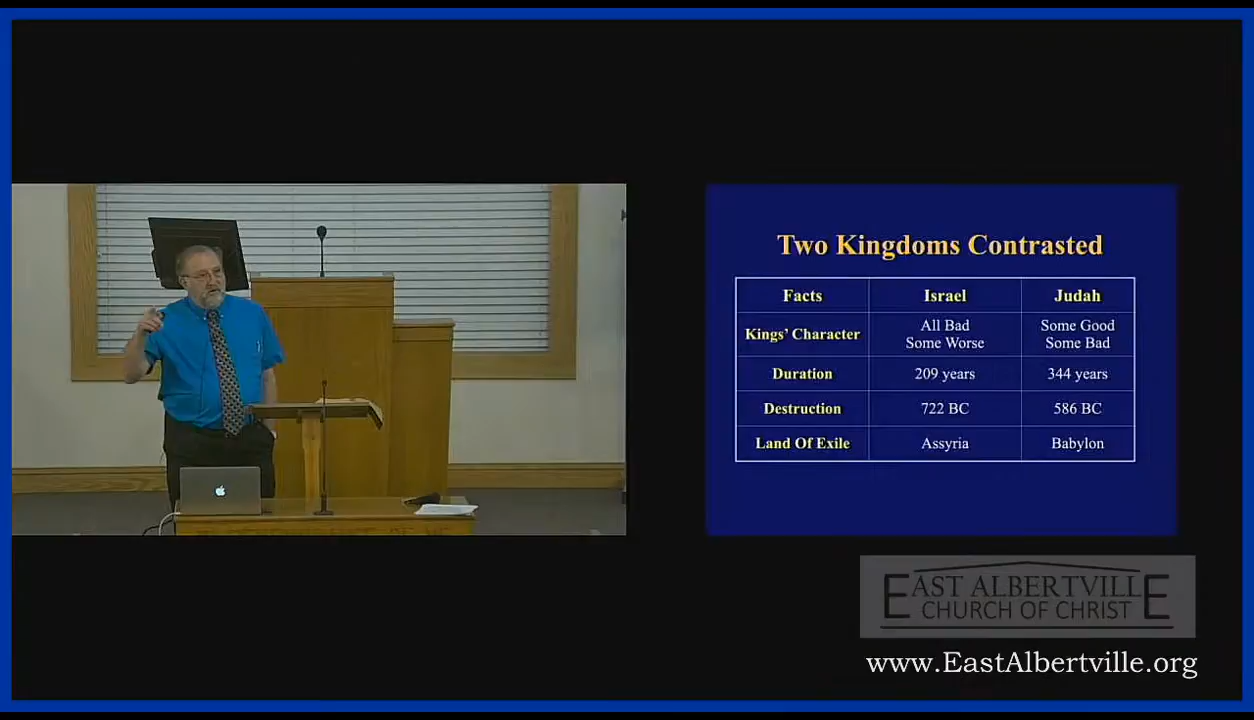 Two Kingdoms Contrasted
Facts Israel Judah
Kings' Character All Bad Some Worse Some Good Some Bad
Duration 209 years 344 years
Destruction 722 BC 586 BC
Land Of Exile Assyria Babylon
EAST ALBERTVILLE
CHURCH OF CHRIST
www.EastAlbertville.org